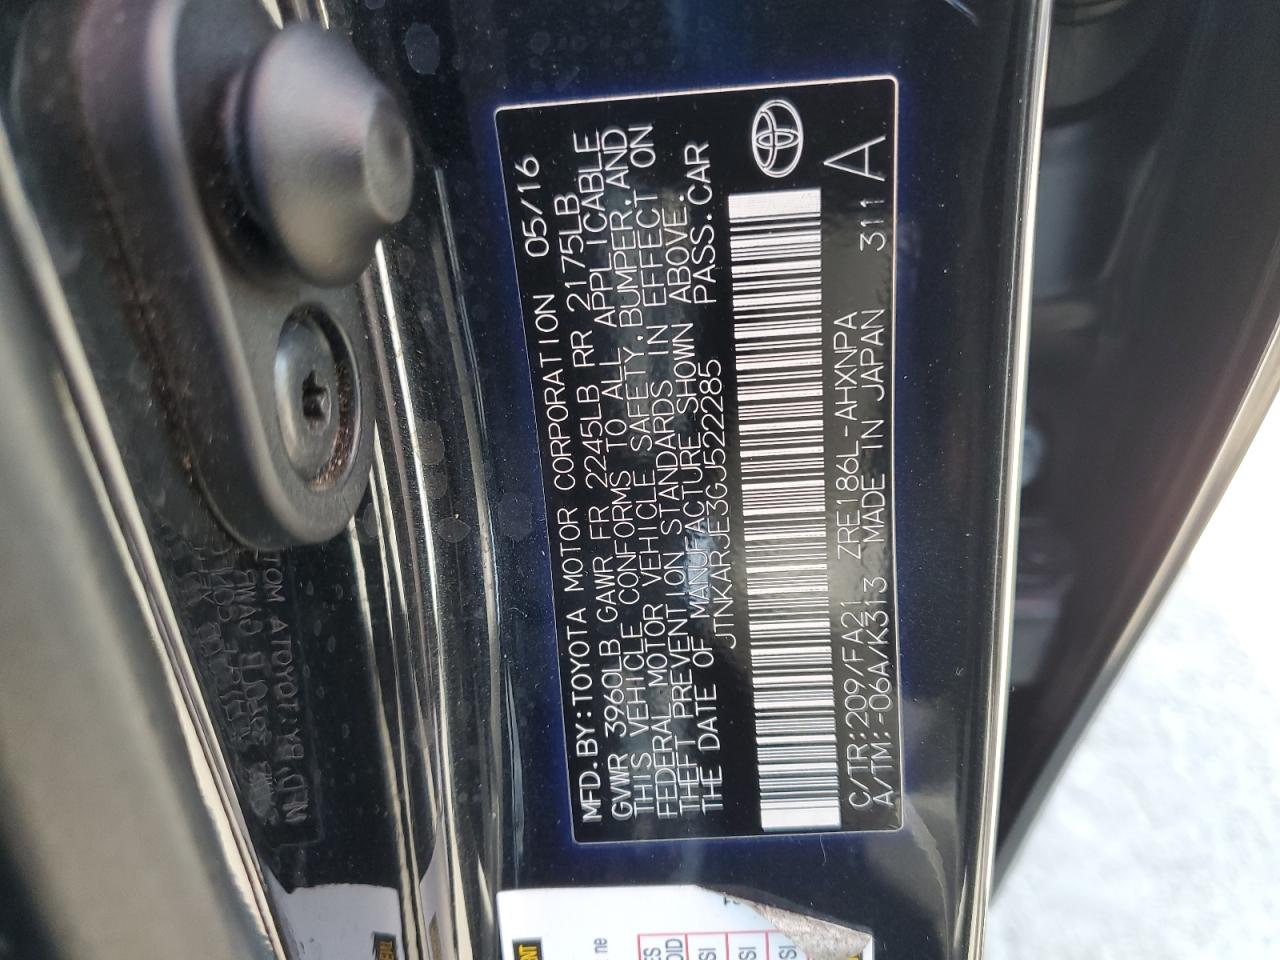 MFD.BY:TOYOTA MOTOR CORPORATION 05/16
GVWR 3960LB GAWR FR 2245LB RR 2175LB
THIS VEHICLE CONFORMS TO ALL APPLICABLE
FEDERAL MOTOR VEHICLE SAFETY,BUMPER,AND
THEFT PREVENTION STANDARDS IN EFFECT ON
THE DATE OF MANUFACTURE SHOWN ABOVE.
JTNKARJE3GJ522285 PASS.CAR
C/TR:209/FA21 ZRE186L-AHXNPA
A/TM:-06A/K313 MADE IN JAPAN 311 A